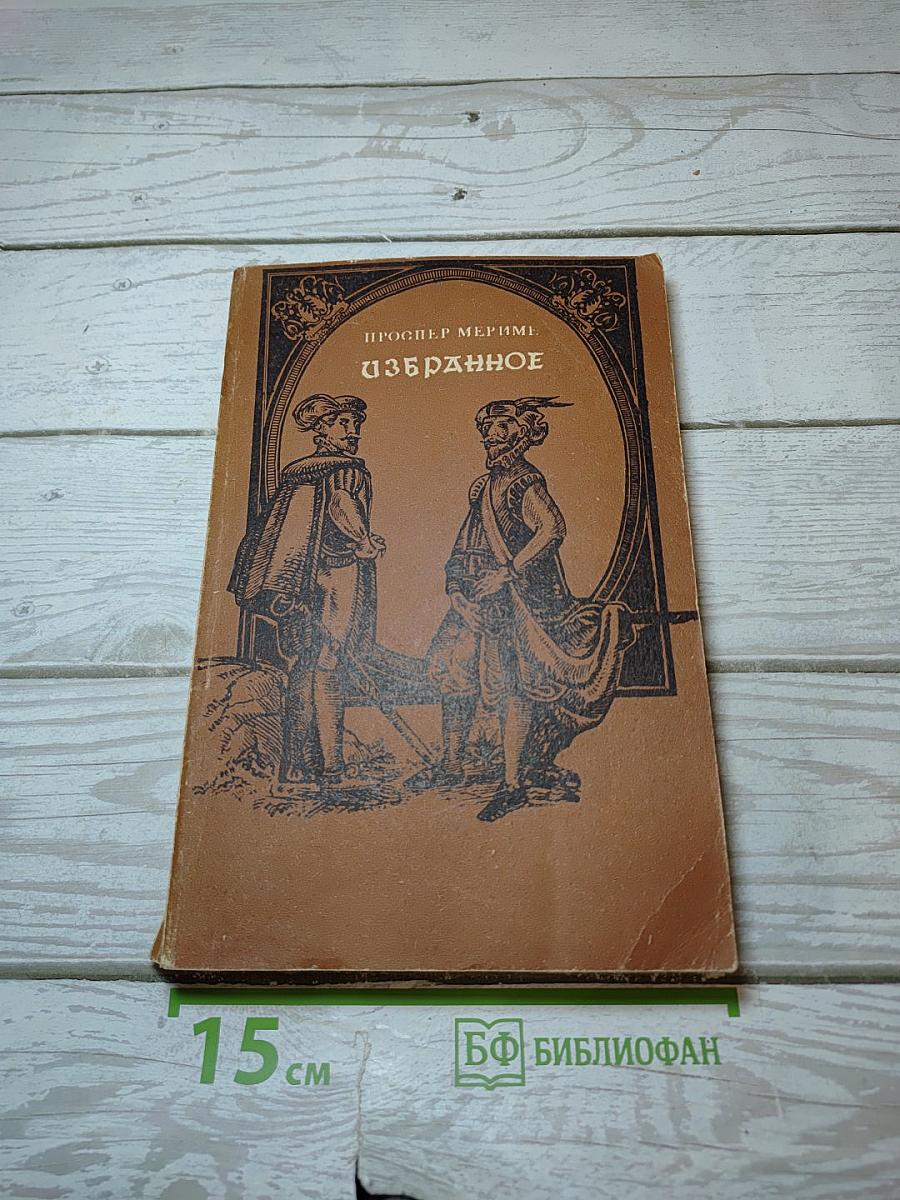 ПРОСПЕР МЕРИМЕ
ИЗБРАННОЕ
15 см
БФ БИБЛИОФАН